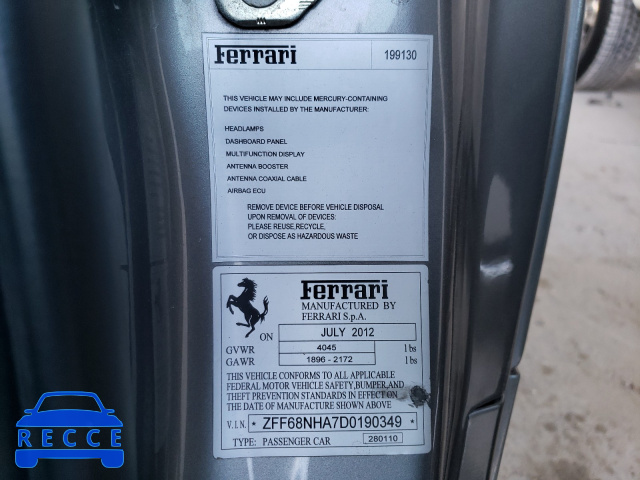 Ferrari 199130
THIS VEHICLE MAY INCLUDE MERCURY-CONTAINING
DEVICES INSTALLED BY THE MANUFACTURER:
HEADLAMPS
DASHBOARD PANEL
MULTIFUNCTION DISPLAY
ANTENNA BOOSTER
ANTENNA COAXIAL CABLE
AIRBAG ECU
REMOVE DEVICE BEFORE VEHICLE DISPOSAL
UPON REMOVAL OF DEVICES:
PLEASE REUSE,RECYCLE,
OR DISPOSE AS HAZARDOUS WASTE
Ferrari
MANUFACTURED BY
FERRARI S.p.A.
ON JULY 2012
GVWR 4045 lbs
GAWR 1896 - 2172 lbs
THIS VEHICLE CONFORMS TO ALL APPLICABLE
FEDERAL MOTOR VEHICLE SAFETY,BUMPER,AND
THEFT PREVENTION STANDARDS IN EFFECT ON
THE DATE OF MANUFACTURE SHOWN ABOVE
V.I.N. * ZFF68NHA7D0190349 *
TYPE: PASSENGER CAR 280110
RECCE